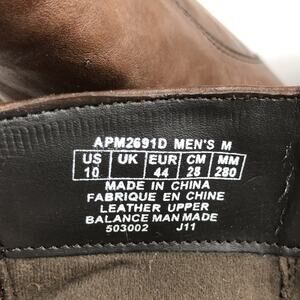 APM2691D MEN'S M
US UK EUR CM MM
10 44 28 280
MADE IN CHINA
FABRIQUE EN CHINE
LEATHER UPPER
BALANCE MAN MADE
503002 J11